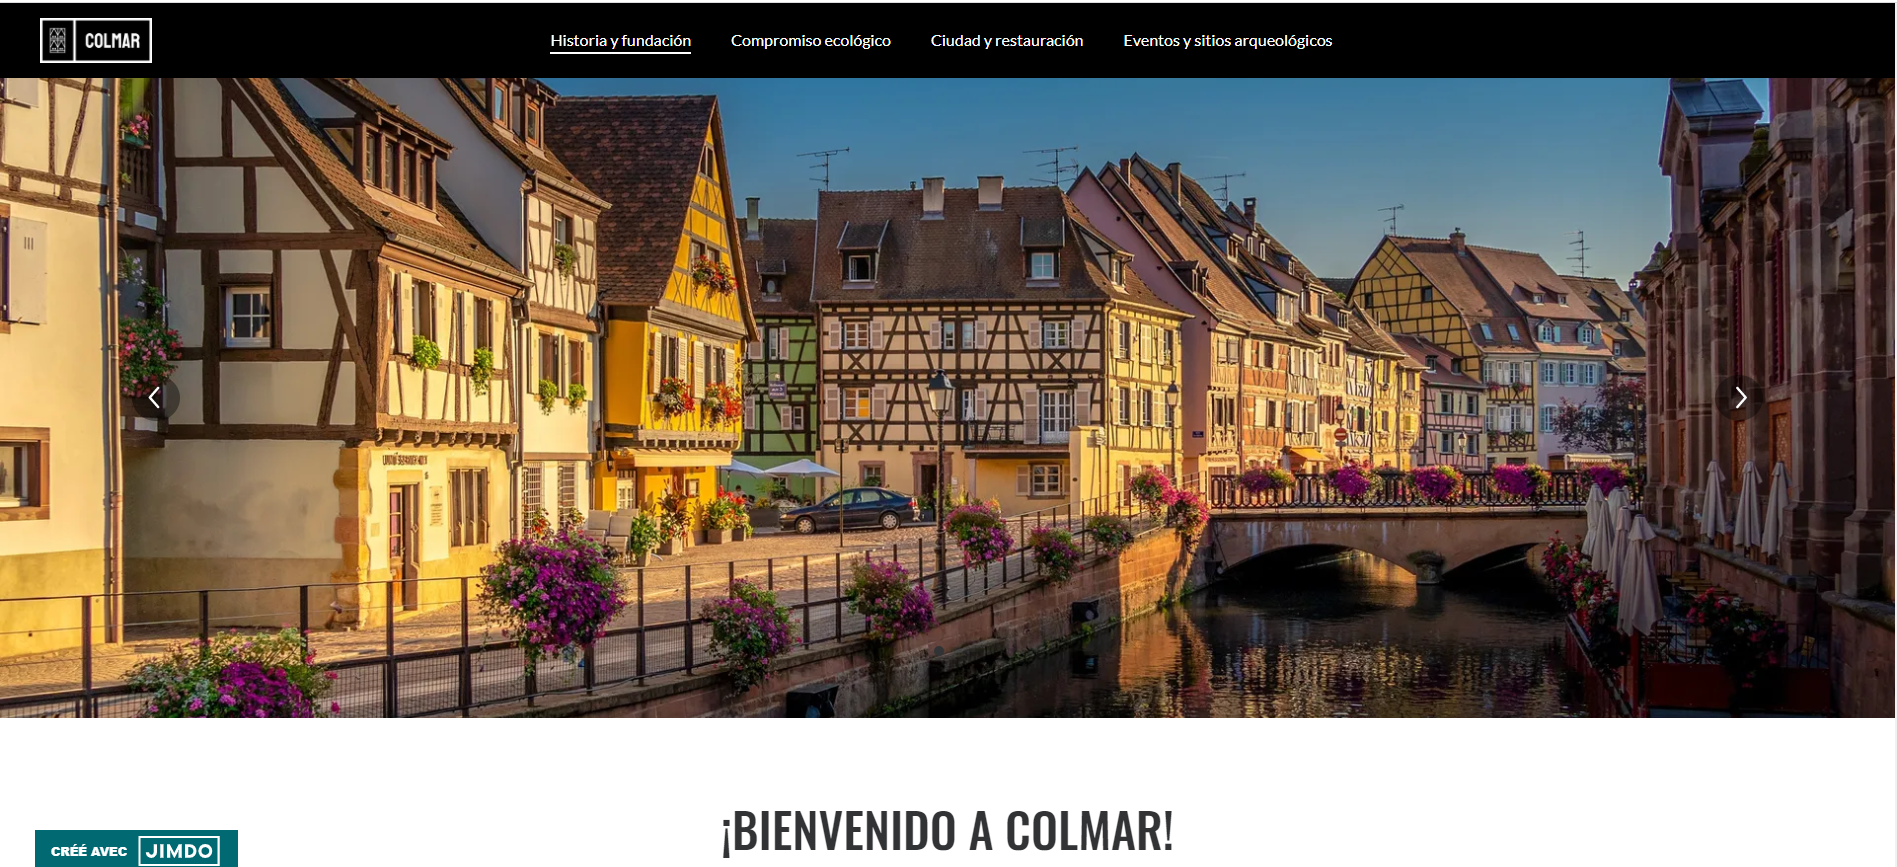 COLMAR
Historia y fundación
Compromiso ecológico
Ciudad y restauración
Eventos y sitios arqueológicos
¡BIENVENIDO A COLMAR!
CRÉÉ AVEC JIMDO